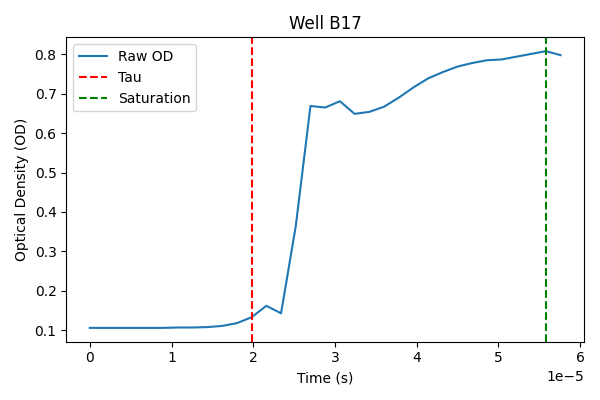 Well B17
Raw OD
Tau
Saturation
Optical Density (OD)
0.8
0.7
0.6
0.5
0.4
0.3
0.2
0.1
0 1 2 3 4 5 6
1e−5
Time (s)